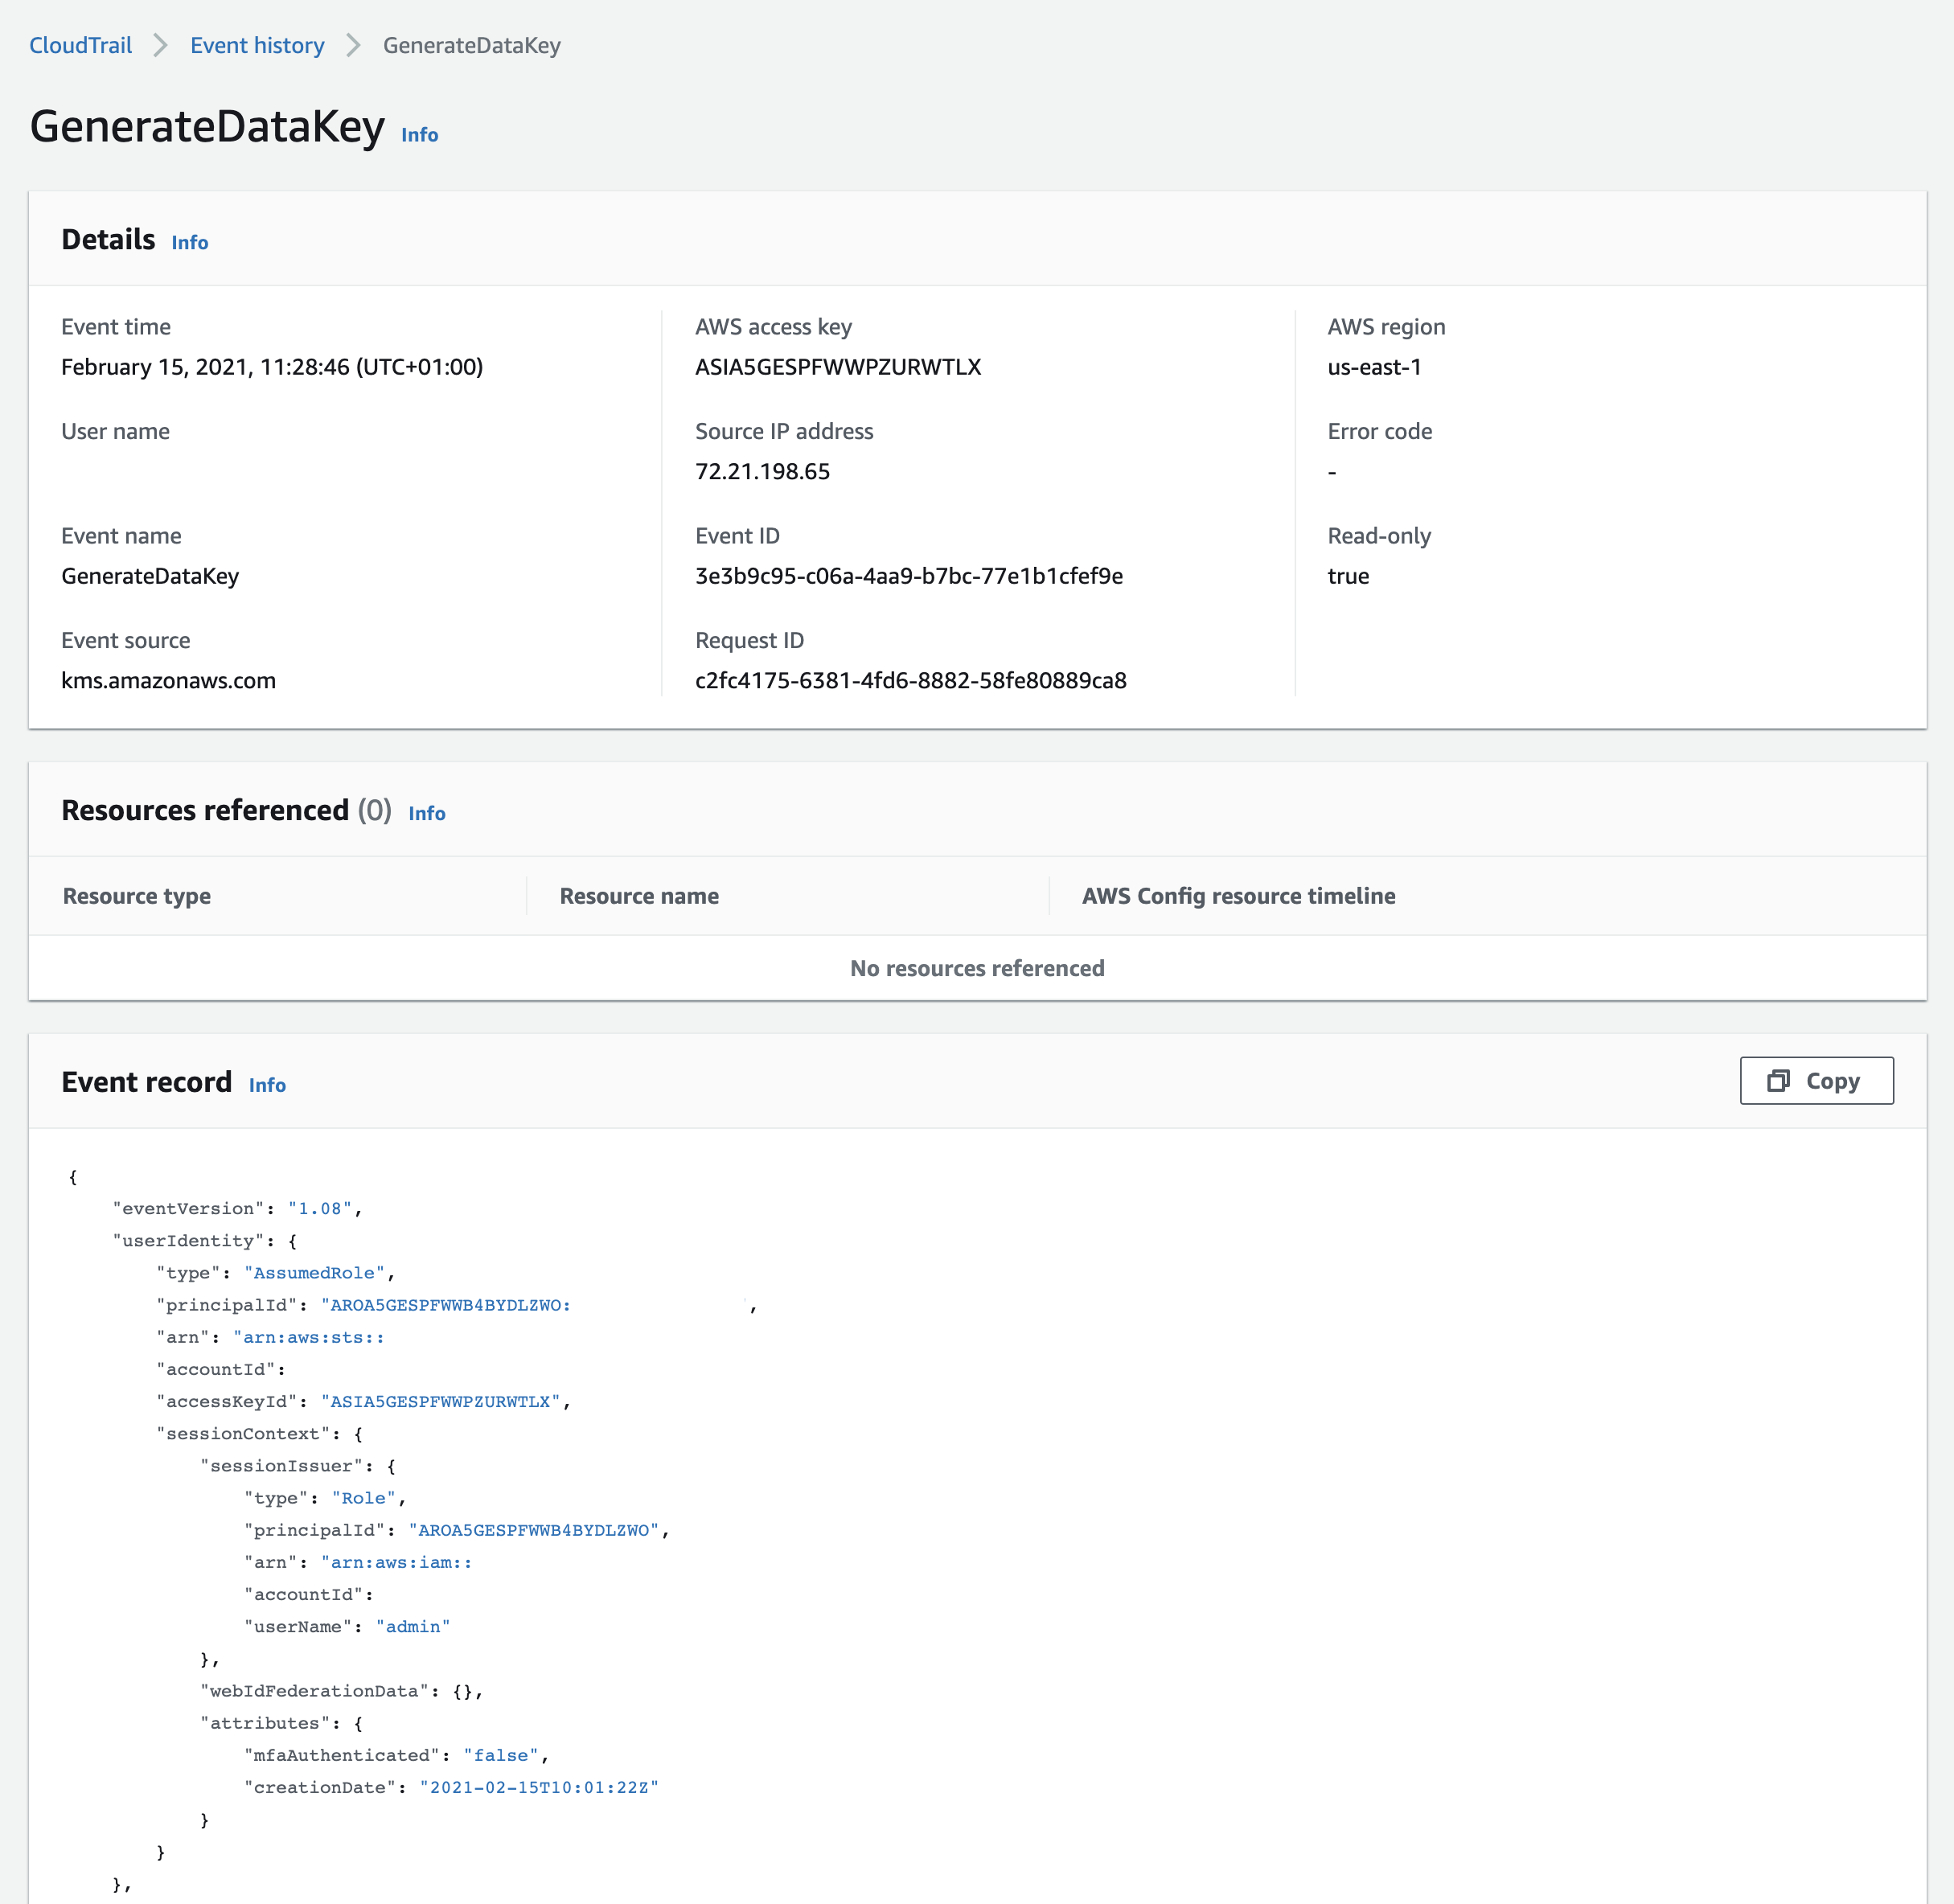 CloudTrail > Event history > GenerateDataKey
GenerateDataKey Info
Details Info
Event time
February 15, 2021, 11:28:46 (UTC+01:00)
User name
Event name
GenerateDataKey
Event source
kms.amazonaws.com
AWS access key
ASIA5GESPFWWPZURWTLX
Source IP address
72.21.198.65
Event ID
3e3b9c95-c06a-4aa9-b7bc-77e1b1cfef9e
Request ID
c2fc4175-6381-4fd6-8882-58fe80889ca8
AWS region
us-east-1
Error code
-
Read-only
true
Resources referenced (0) Info
Resource type Resource name AWS Config resource timeline
No resources referenced
Event record Info
Copy
{
"eventVersion": "1.08",
"userIdentity": {
"type": "AssumedRole",
"principalId": "AROA5GESPFWWB4BYDLZWO: ",
"arn": "arn:aws:sts::
"accountId":
"accessKeyId": "ASIA5GESPFWWPZURWTLX",
"sessionContext": {
"sessionIssuer": {
"type": "Role",
"principalId": "AROA5GESPFWWB4BYDLZWO",
"arn": "arn:aws:iam::
"accountId":
"userName": "admin"
},
"webIdFederationData": {},
"attributes": {
"mfaAuthenticated": "false",
"creationDate": "2021-02-15T10:01:22Z"
}
}
},